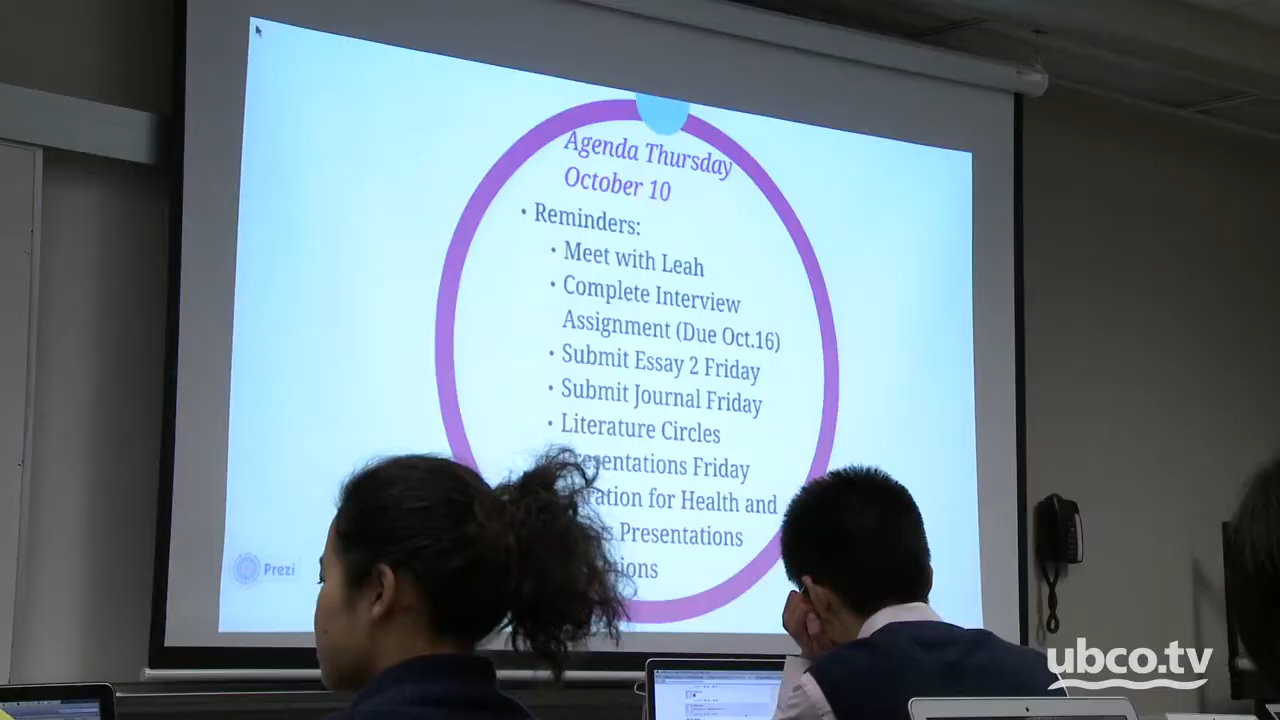 Agenda Thursday
October 10
• Reminders:
• Meet with Leah
• Complete Interview
Assignment (Due Oct.16)
• Submit Essay 2 Friday
• Submit Journal Friday
• Literature Circles
Presentations Friday
for Health and
Presentations
Prezi
ubco.tv